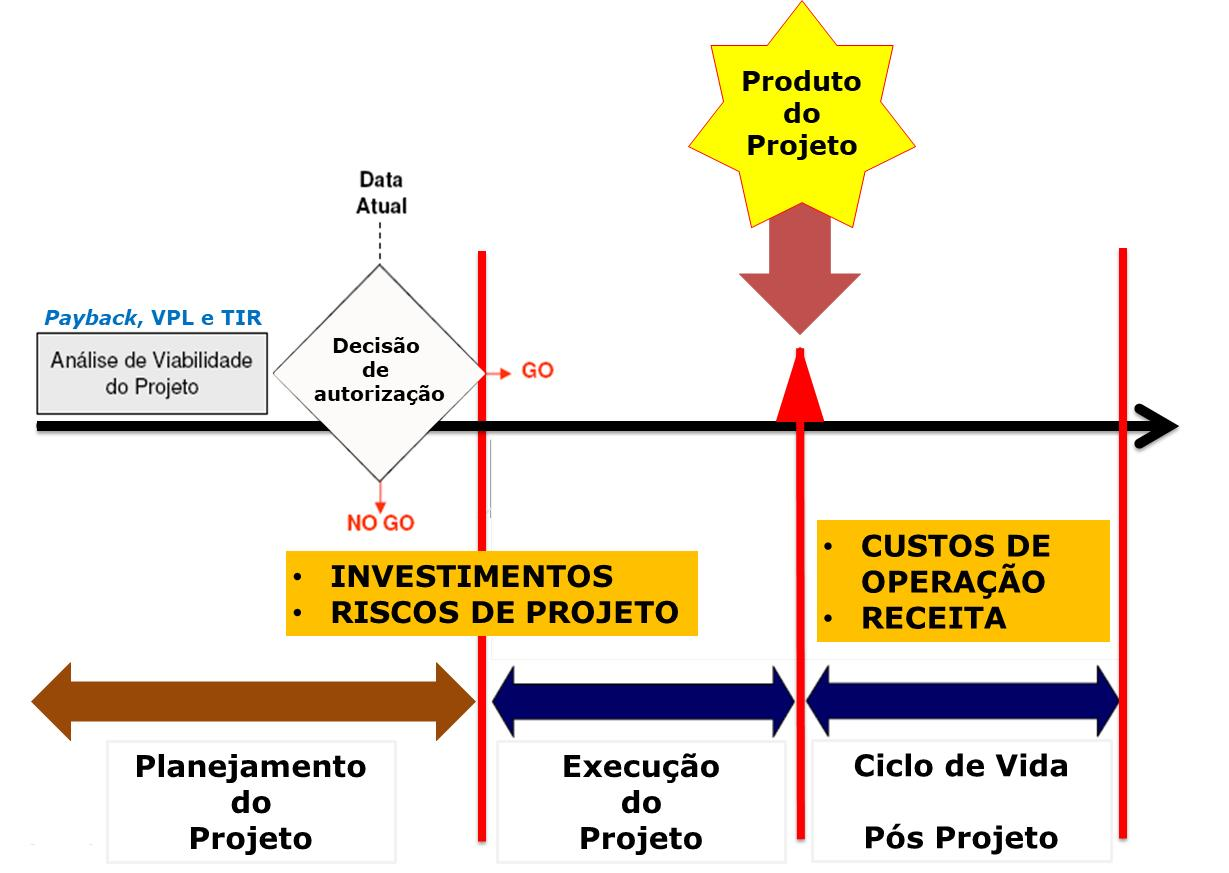 Produto
do
Projeto
Data
Atual
Payback, VPL e TIR
Análise de Viabilidade
do Projeto
Decisão
de
autorização
GO
NO GO
• INVESTIMENTOS
• RISCOS DE PROJETO
• CUSTOS DE
OPERAÇÃO
• RECEITA
Planejamento
do
Projeto
Execução
do
Projeto
Ciclo de Vida
Pós Projeto